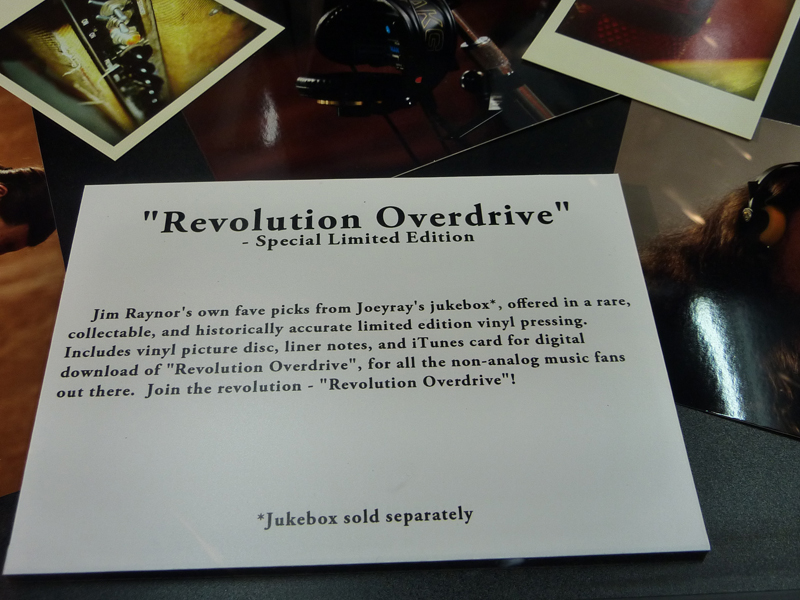 "Revolution Overdrive"
- Special Limited Edition
Jim Raynor's own fave picks from Joeyray's jukebox*, offered in a rare,
collectable, and historically accurate limited edition vinyl pressing.
Includes vinyl picture disc, liner notes, and iTunes card for digital
download of "Revolution Overdrive", for all the non-analog music fans
out there. Join the revolution - "Revolution Overdrive"!
*Jukebox sold separately